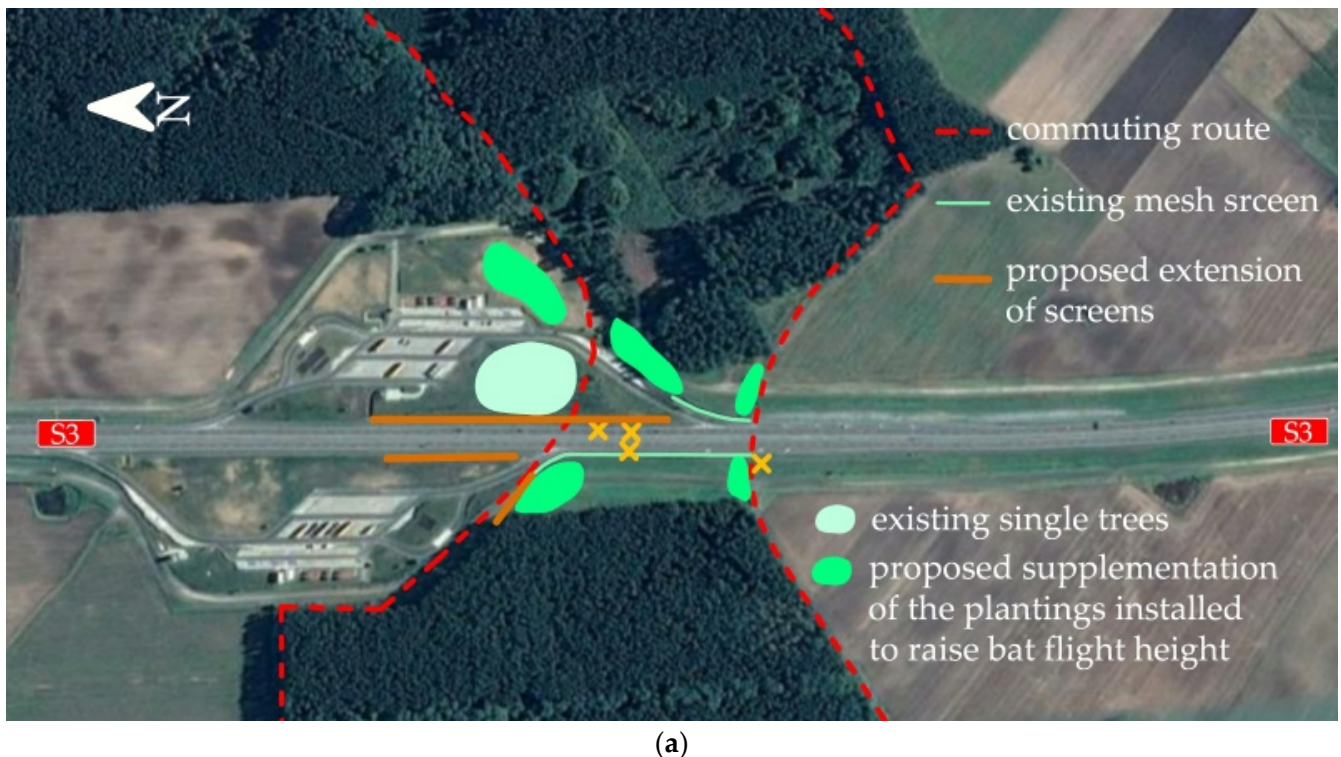 N
commuting route
existing mesh srceen
proposed extension
of screens
S3
S3
existing single trees
proposed supplementation
of the plantings installed
to raise bat flight height
(a)